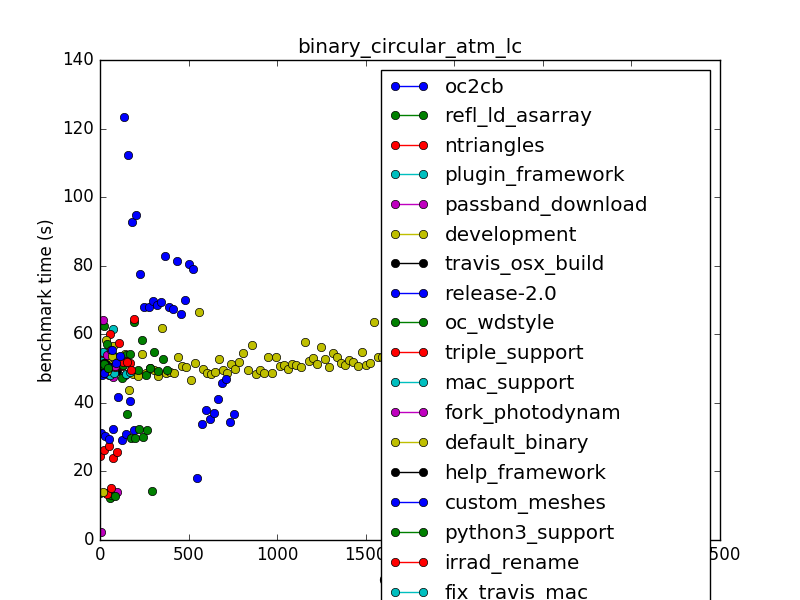 binary_circular_atm_lc
140
120
100
80
60
40
20
0
benchmark time (s)
0
500
1000
500
oc2cb
refl_ld_asarray
ntriangles
plugin_framework
passband_download
development
travis_osx_build
release-2.0
oc_wdstyle
triple_support
mac_support
fork_photodynam
default_binary
help_framework
custom_meshes
python3_support
irrad_rename
fix_travis_mac